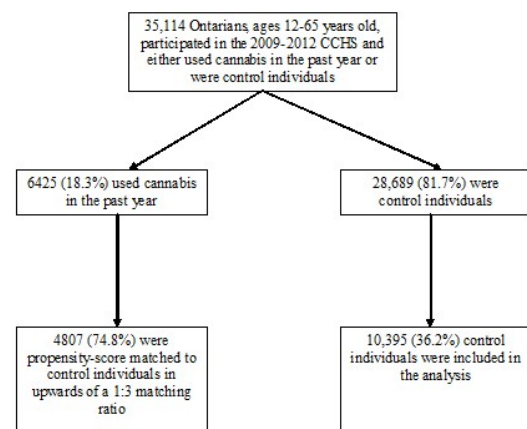 35,114 Ontarians, ages 12-65 years old,
participated in the 2009-2012 CCHS and
either used cannabis in the past year or
were control individuals
6425 (18.3%) used cannabis
in the past year
28,689 (81.7%) were
control individuals
4807 (74.8%) were
propensity-score matched to
control individuals in
upwards of a 1:3 matching
ratio
10,395 (36.2%) control
individuals were included in
the analysis